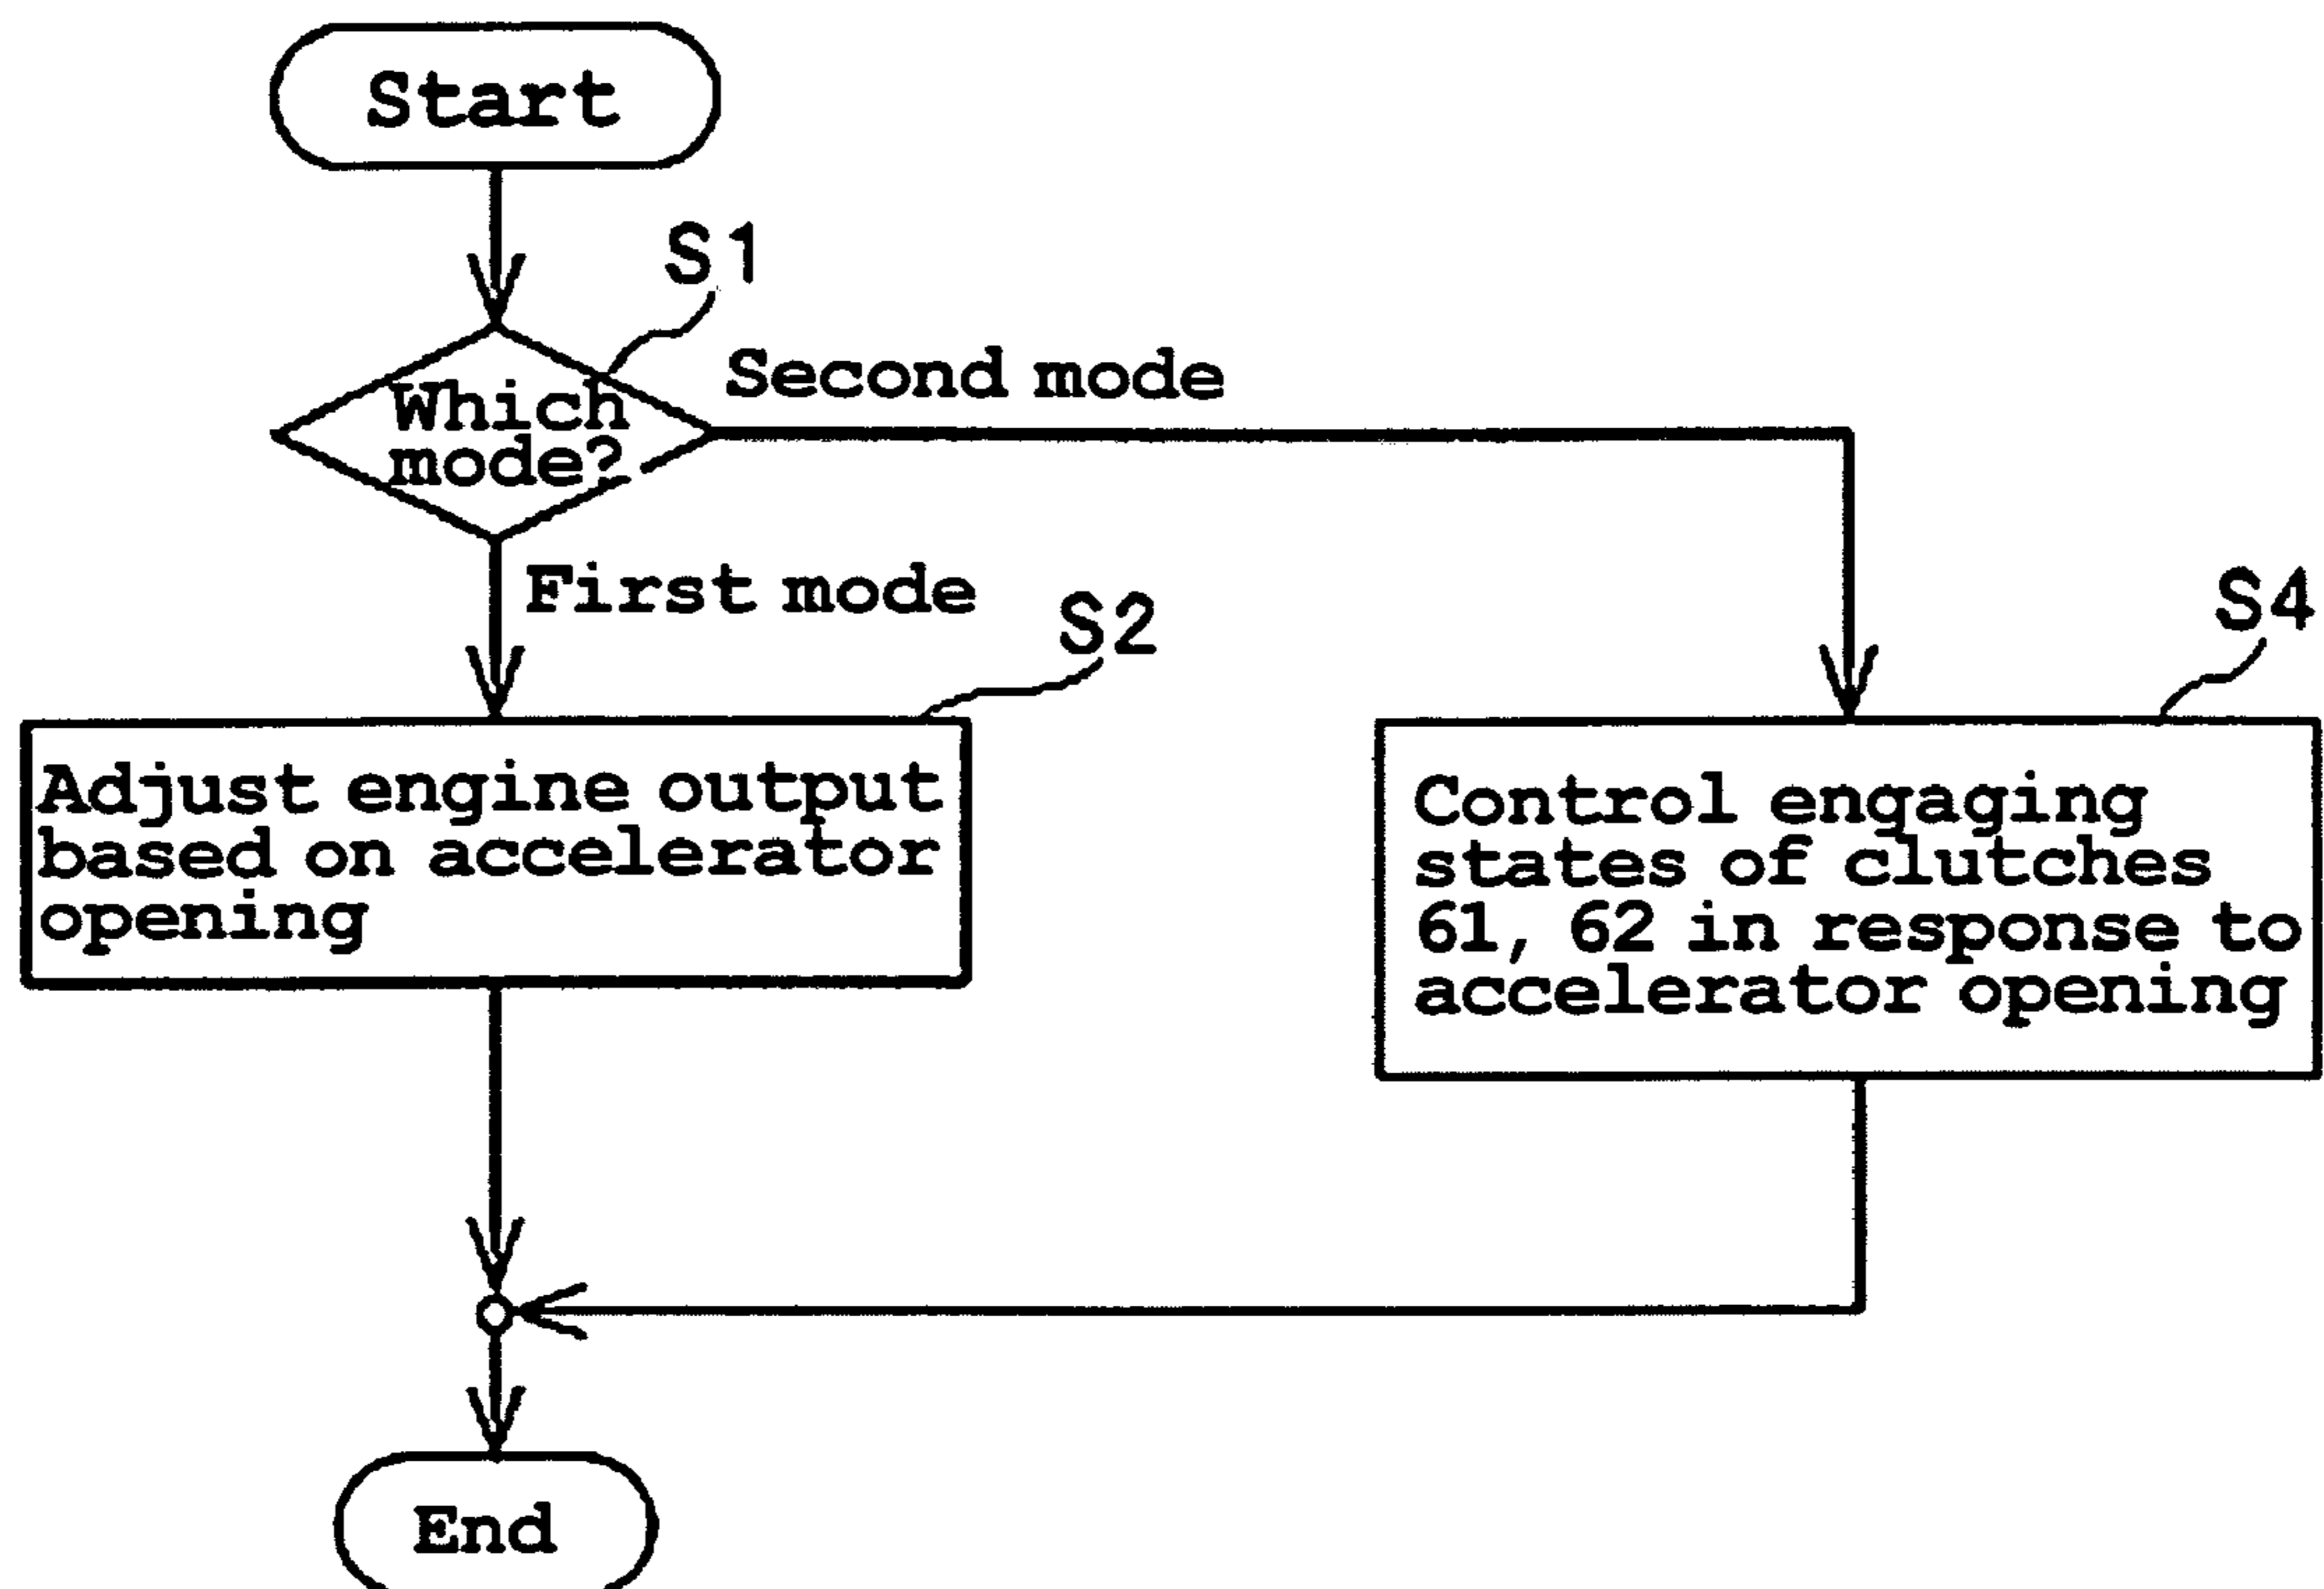 Start
S1
Which
mode?
Second mode
First mode
S2
S4
Adjust engine output
based on accelerator
opening
Control engaging
states of clutches
61, 62 in response to
accelerator opening
End